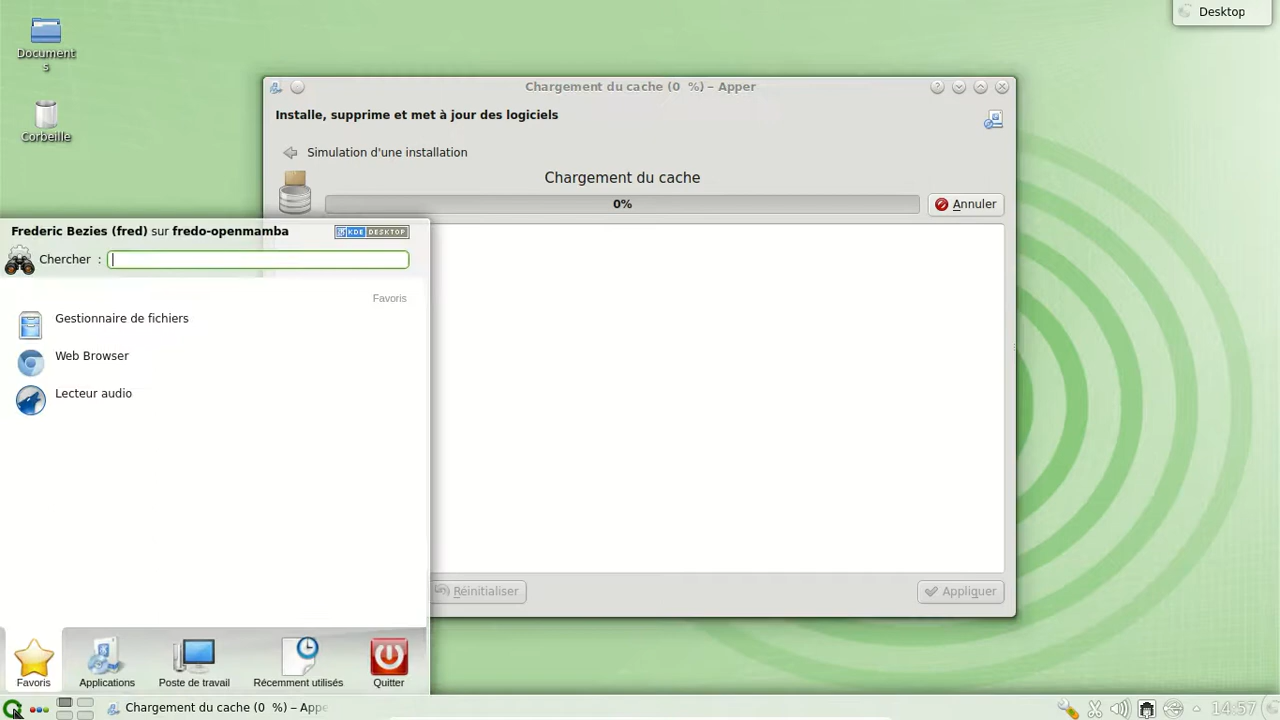 Desktop
Documents
Corbeille
Chargement du cache (0 %) – Apper
Installe, supprime et met à jour des logiciels
Simulation d'une installation
Chargement du cache
0%
Annuler
Frederic Bezies (fred) sur fredo-openmamba
KDE DESKTOP
Chercher :
Favoris
Gestionnaire de fichiers
Web Browser
Lecteur audio
Réinitialiser
Appliquer
Favoris
Applications
Poste de travail
Récemment utilisés
Quitter
Chargement du cache (0 %) – Appe
14:57